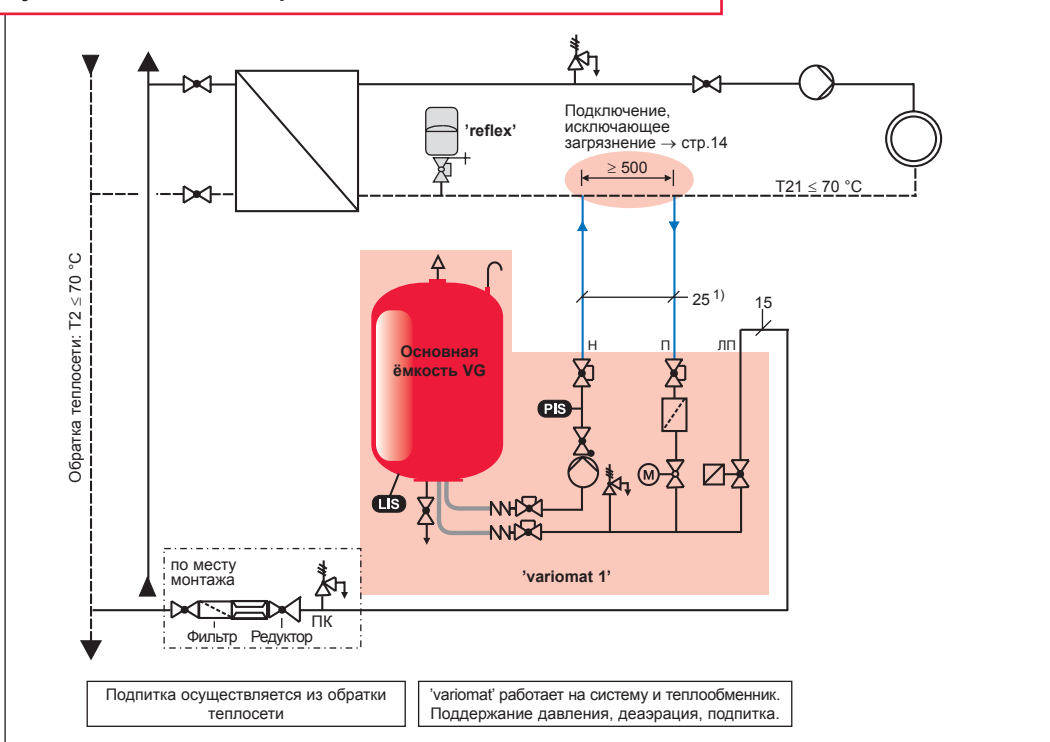 Подключение,
исключающее
загрязнение → стр.14
'reflex'
≥ 500
T21 ≤ 70 °C
Обратка теплосети: T2 ≤ 70 °C
25 1)
15
Н
П
ЛП
Основная
ёмкость VG
PIS
M
LIS
'variomat 1'
по месту
монтажа
ПК
Фильтр
Редуктор
Подпитка осуществляется из обратки
теплосети
'variomat' работает на систему и теплообменник.
Поддержание давления, деаэрация, подпитка.